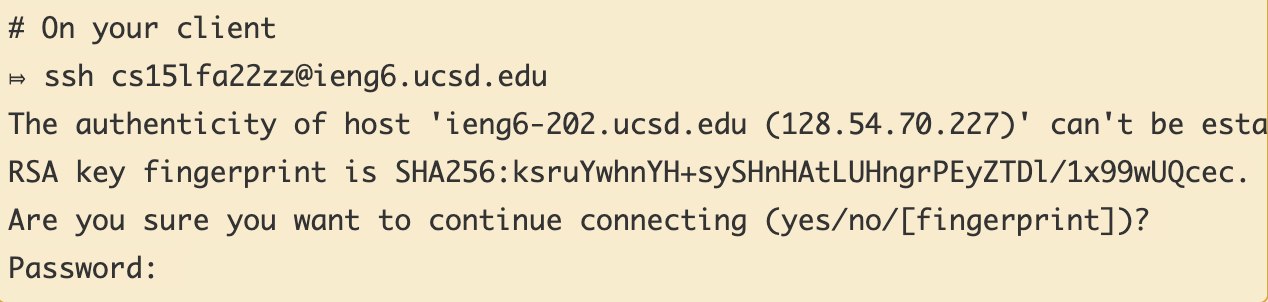 # On your client
⤇ ssh cs15lfa22zz@ieng6.ucsd.edu
The authenticity of host 'ieng6-202.ucsd.edu (128.54.70.227)' can't be esta
RSA key fingerprint is SHA256:ksruYwhnYH+sySHnHAtLUHngrPEyZTDl/1x99wUQcec.
Are you sure you want to continue connecting (yes/no/[fingerprint])?
Password: